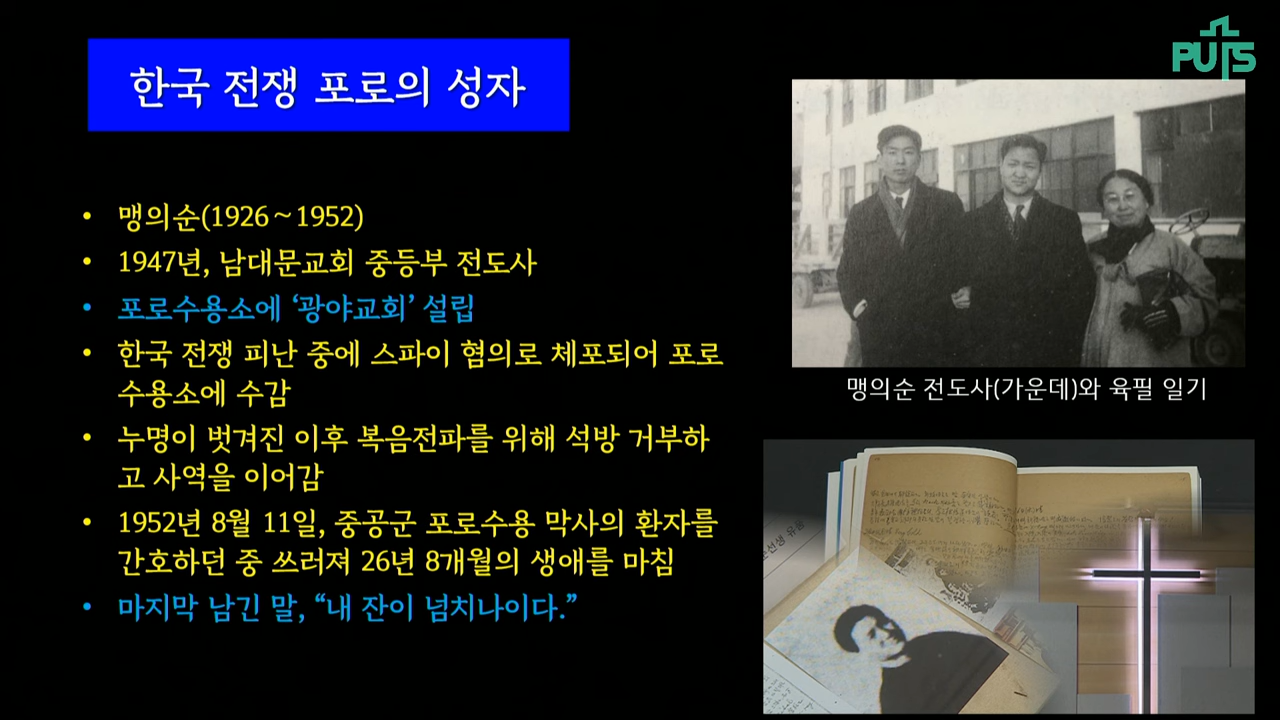 PUTS
한국 전쟁 포로의 성자
• 맹의순(1926～1952)
• 1947년, 남대문교회 중등부 전도사
• 포로수용소에 ‘광야교회’ 설립
• 한국 전쟁 피난 중에 스파이 혐의로 체포되어 포로
수용소에 수감
• 누명이 벗겨진 이후 복음전파를 위해 석방 거부하
고 사역을 이어감
• 1952년 8월 11일, 중공군 포로수용 막사의 환자를
간호하던 중 쓰러져 26년 8개월의 생애를 마침
• 마지막 남긴 말, “내 잔이 넘치나이다.”
맹의순 전도사(가운데)와 육필 일기